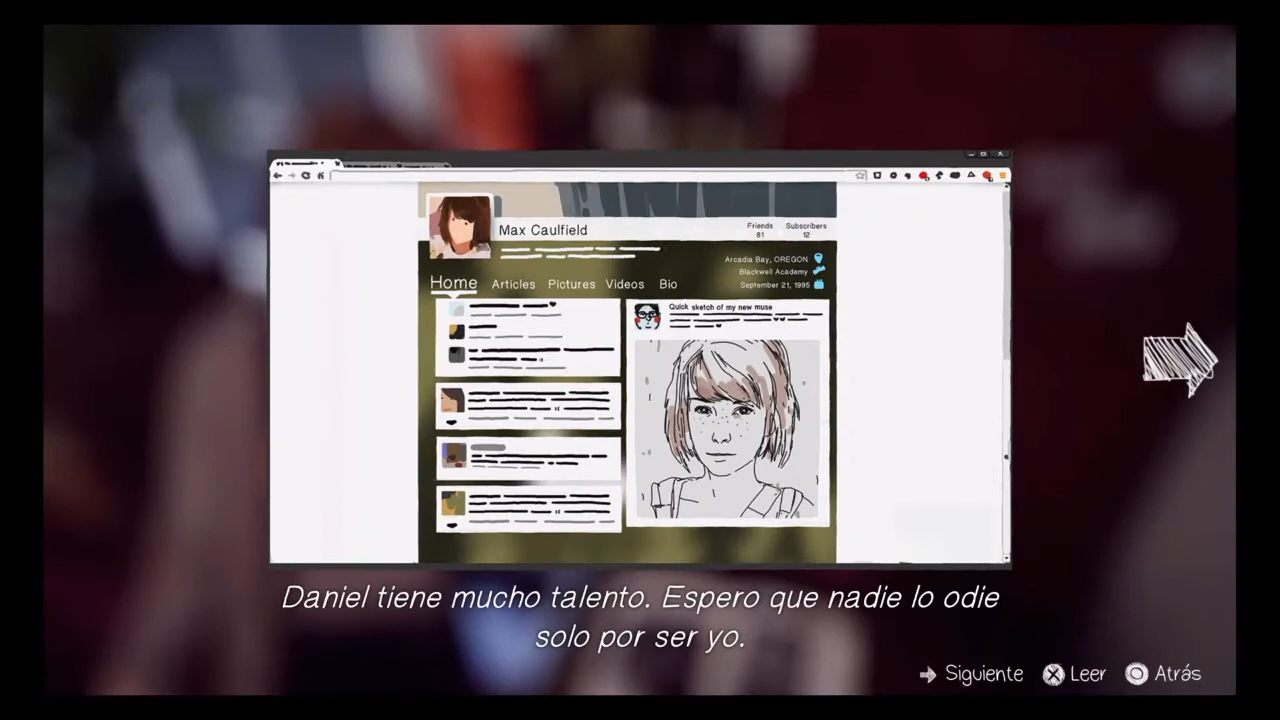 Max Caulfield
Friends
81
Subscribers
12
Arcadia Bay, OREGON
Blackwell Academy
September 21, 1995
Home Articles Pictures Videos Bio
Quick sketch of my new muse
Daniel tiene mucho talento. Espero que nadie lo odie
solo por ser yo.
Siguiente Leer Atrás